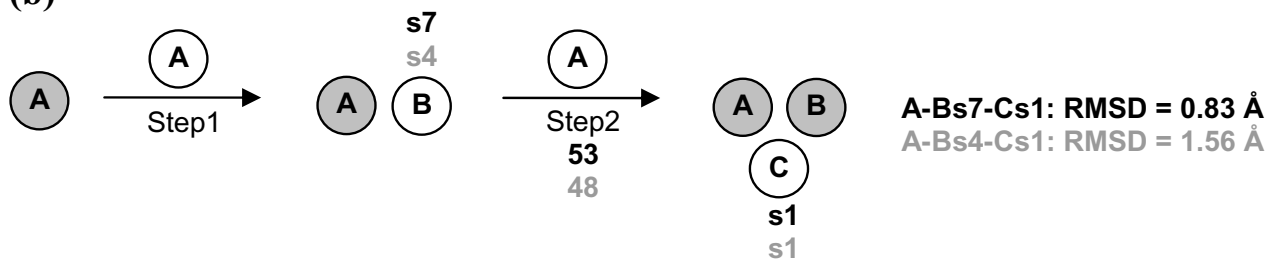 (b)
s7
s4
A
A
A
B
A
A
B
Step1
Step2
53
48
C
s1
s1
A-Bs7-Cs1: RMSD = 0.83 Å
A-Bs4-Cs1: RMSD = 1.56 Å